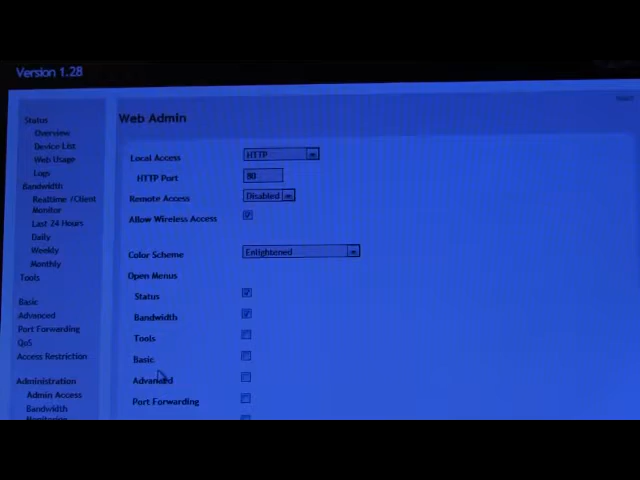 Version 1.28
Status
Overview
Device List
Web Usage
Logs
Bandwidth
Realtime /Client
Monitor
Last 24 Hours
Daily
Weekly
Monthly
Tools
Basic
Advanced
Port Forwarding
QoS
Access Restriction
Administration
Admin Access
Bandwidth
Web Admin
Local Access HTTP
HTTP Port 80
Remote Access Disabled
Allow Wireless Access
Color Scheme Enlightened
Open Menus
Status
Bandwidth
Tools
Basic
Advanced
Port Forwarding